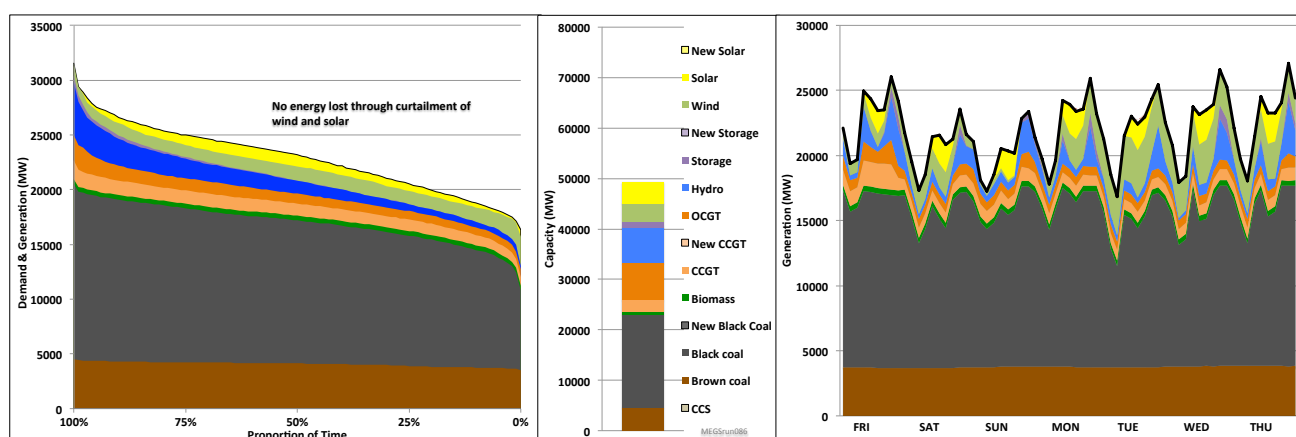 35000
30000
25000
20000
15000
10000
5000
0
Demand & Generation (MW)
No energy lost through curtailment of
wind and solar
100%
75%
50%
25%
0%
Proportion of Time
80000
70000
60000
50000
40000
30000
20000
10000
0
Capacity (MW)
New Solar
Solar
Wind
New Storage
Storage
Hydro
OCGT
New CCGT
CCGT
Biomass
New Black Coal
Black coal
Brown coal
CCS
MEGSrun086
30000
25000
20000
15000
10000
5000
0
Generation (MW)
FRI
SAT
SUN
MON
TUE
WED
THU